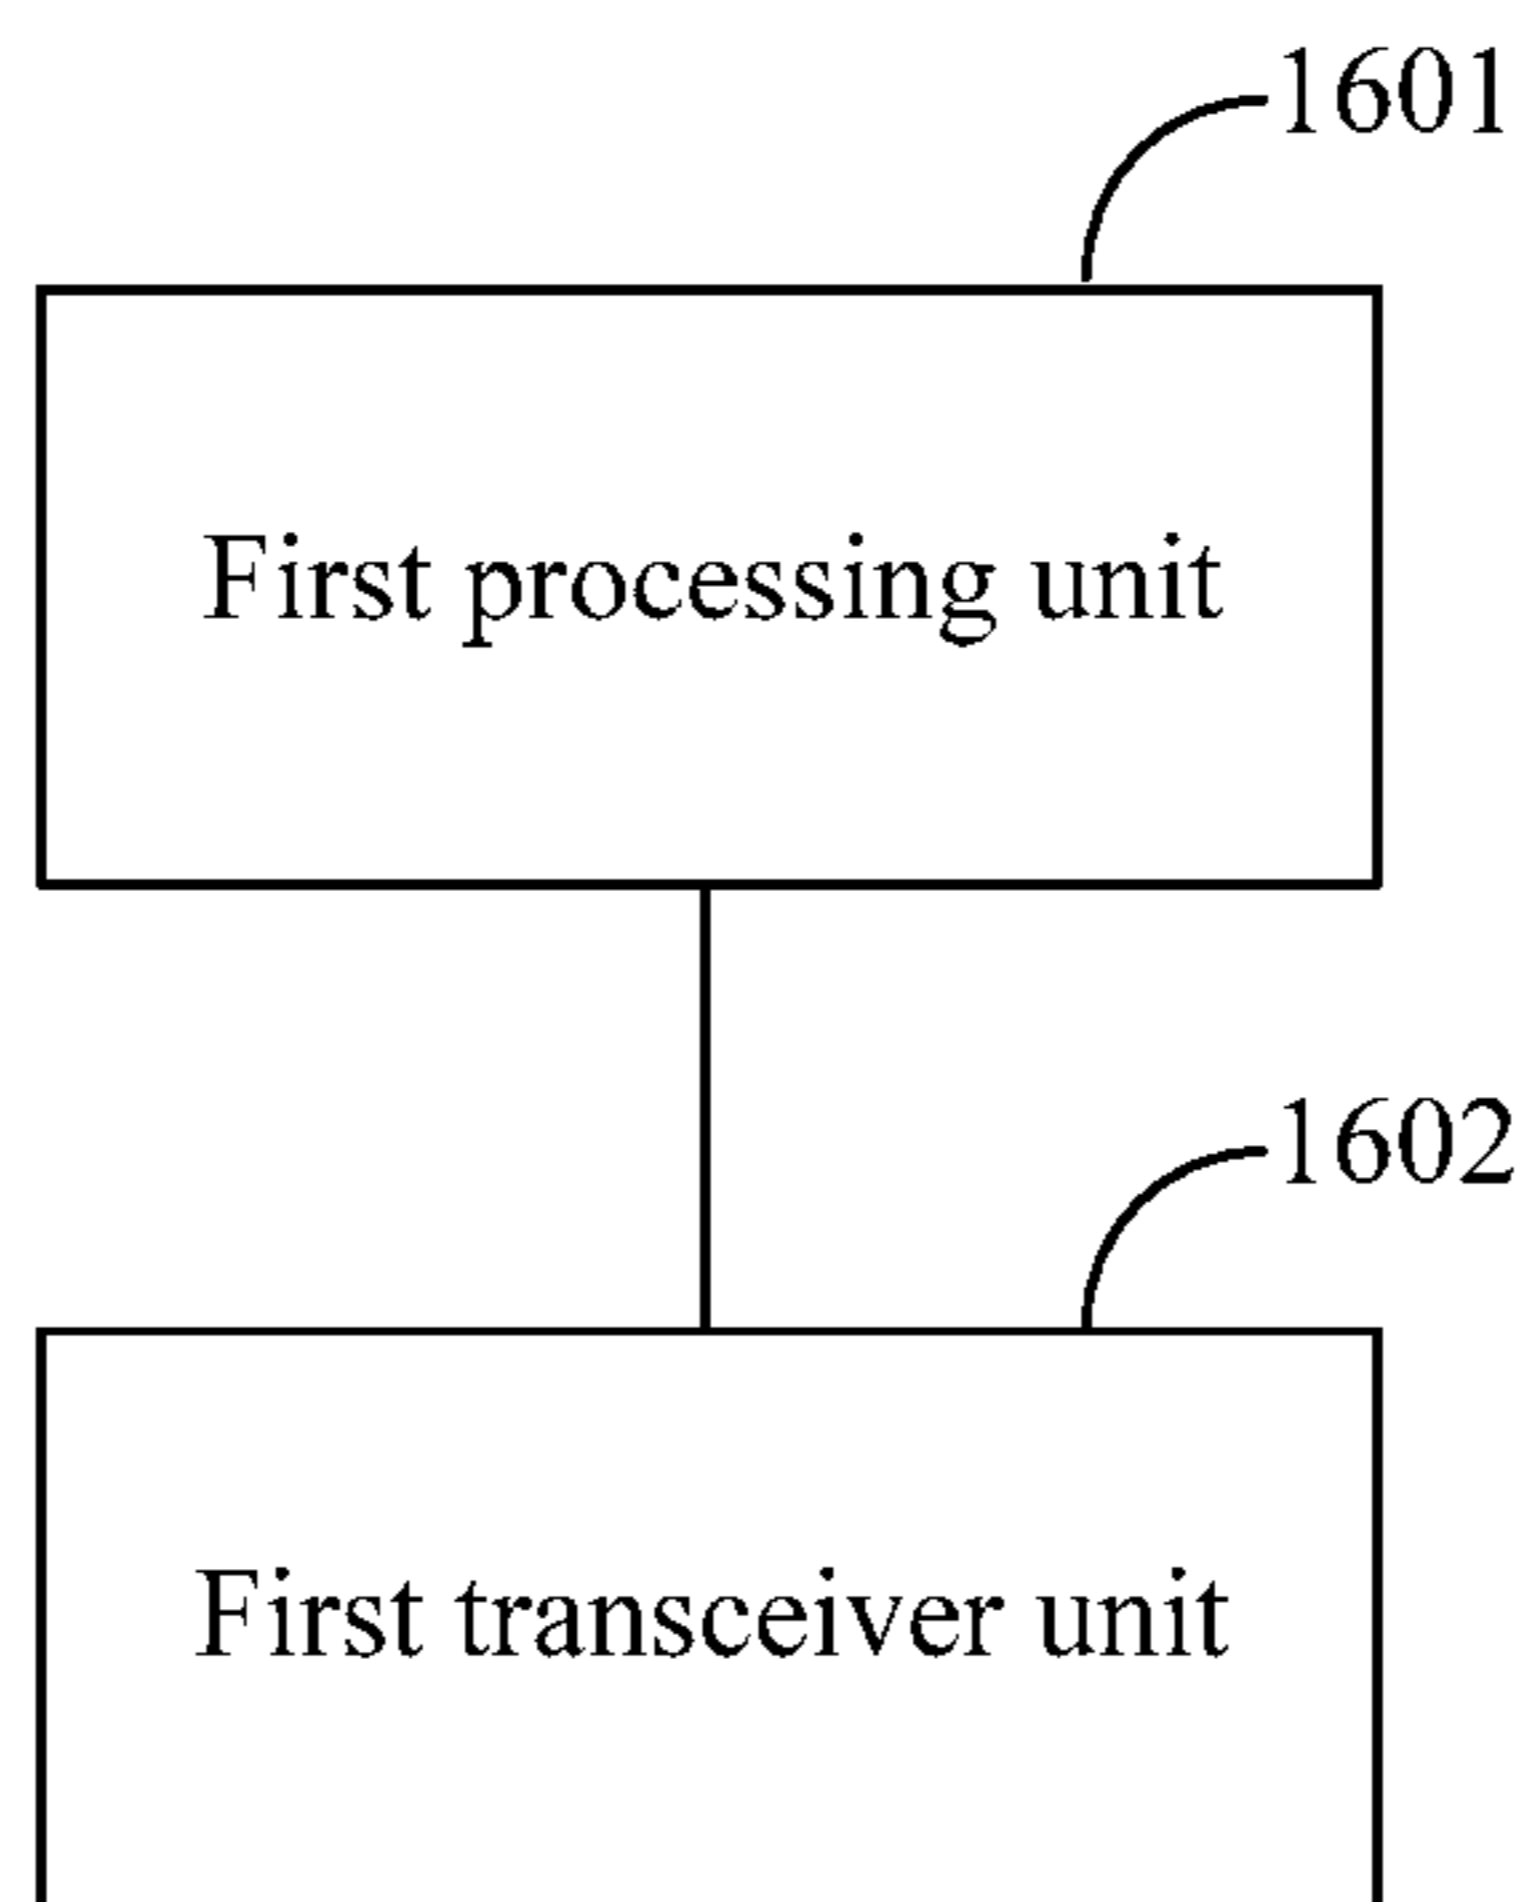 1601
First processing unit
1602
First transceiver unit